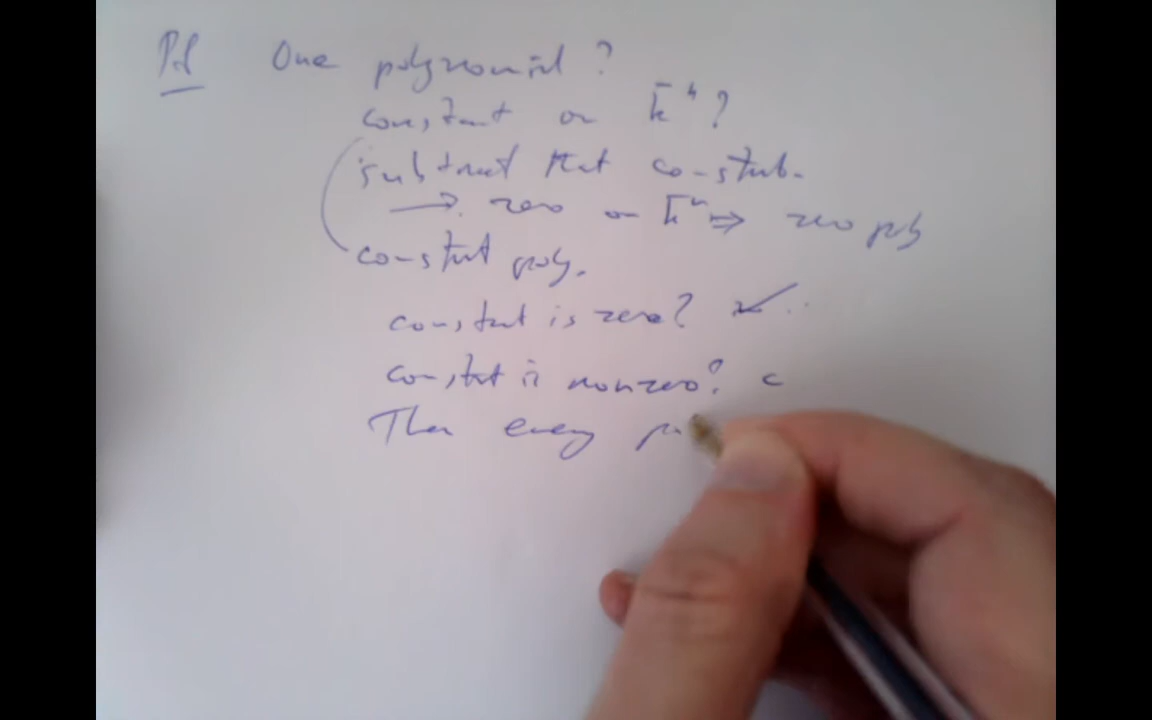 Pf One polynomial?
constant on k̄ⁿ?
subtract that constant.
→ zero on k̄ⁿ ⇒ zero poly
constant poly.
constant is zero? ✓.
constant is nonzero? c
Then every